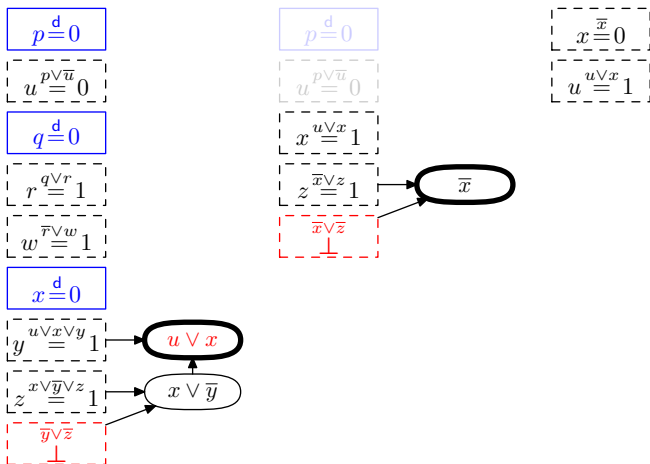 p d= 0
u p∨u̅= 0
q d= 0
r q∨r= 1
w r̅∨w= 1
x d= 0
y u∨x∨y= 1
u ∨ x
z x∨y̅∨z= 1
x ∨ y̅
y̅∨z̅
⊥
p d= 0
u p∨u̅= 0
x u∨x= 1
z x̅∨z= 1
x̅
x̅∨z̅
⊥
x x̅= 0
u u∨x= 1